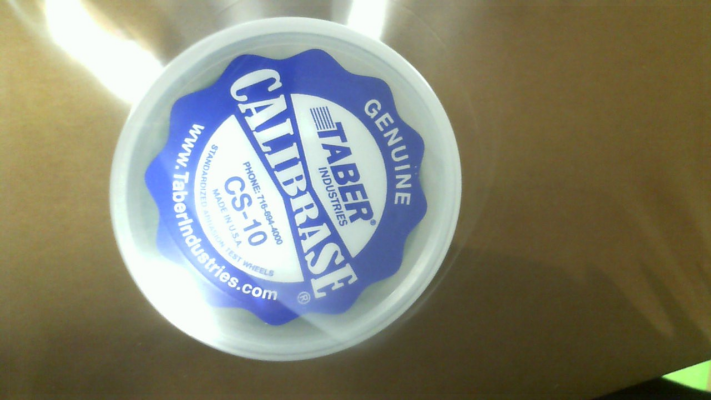 GENUINE
TABER®
INDUSTRIES
CALIBRASE®
PHONE: 716-694-4000
CS-10
MADE IN U.S.A.
STANDARDIZED ABRASION TEST WHEELS
www.TaberIndustries.com